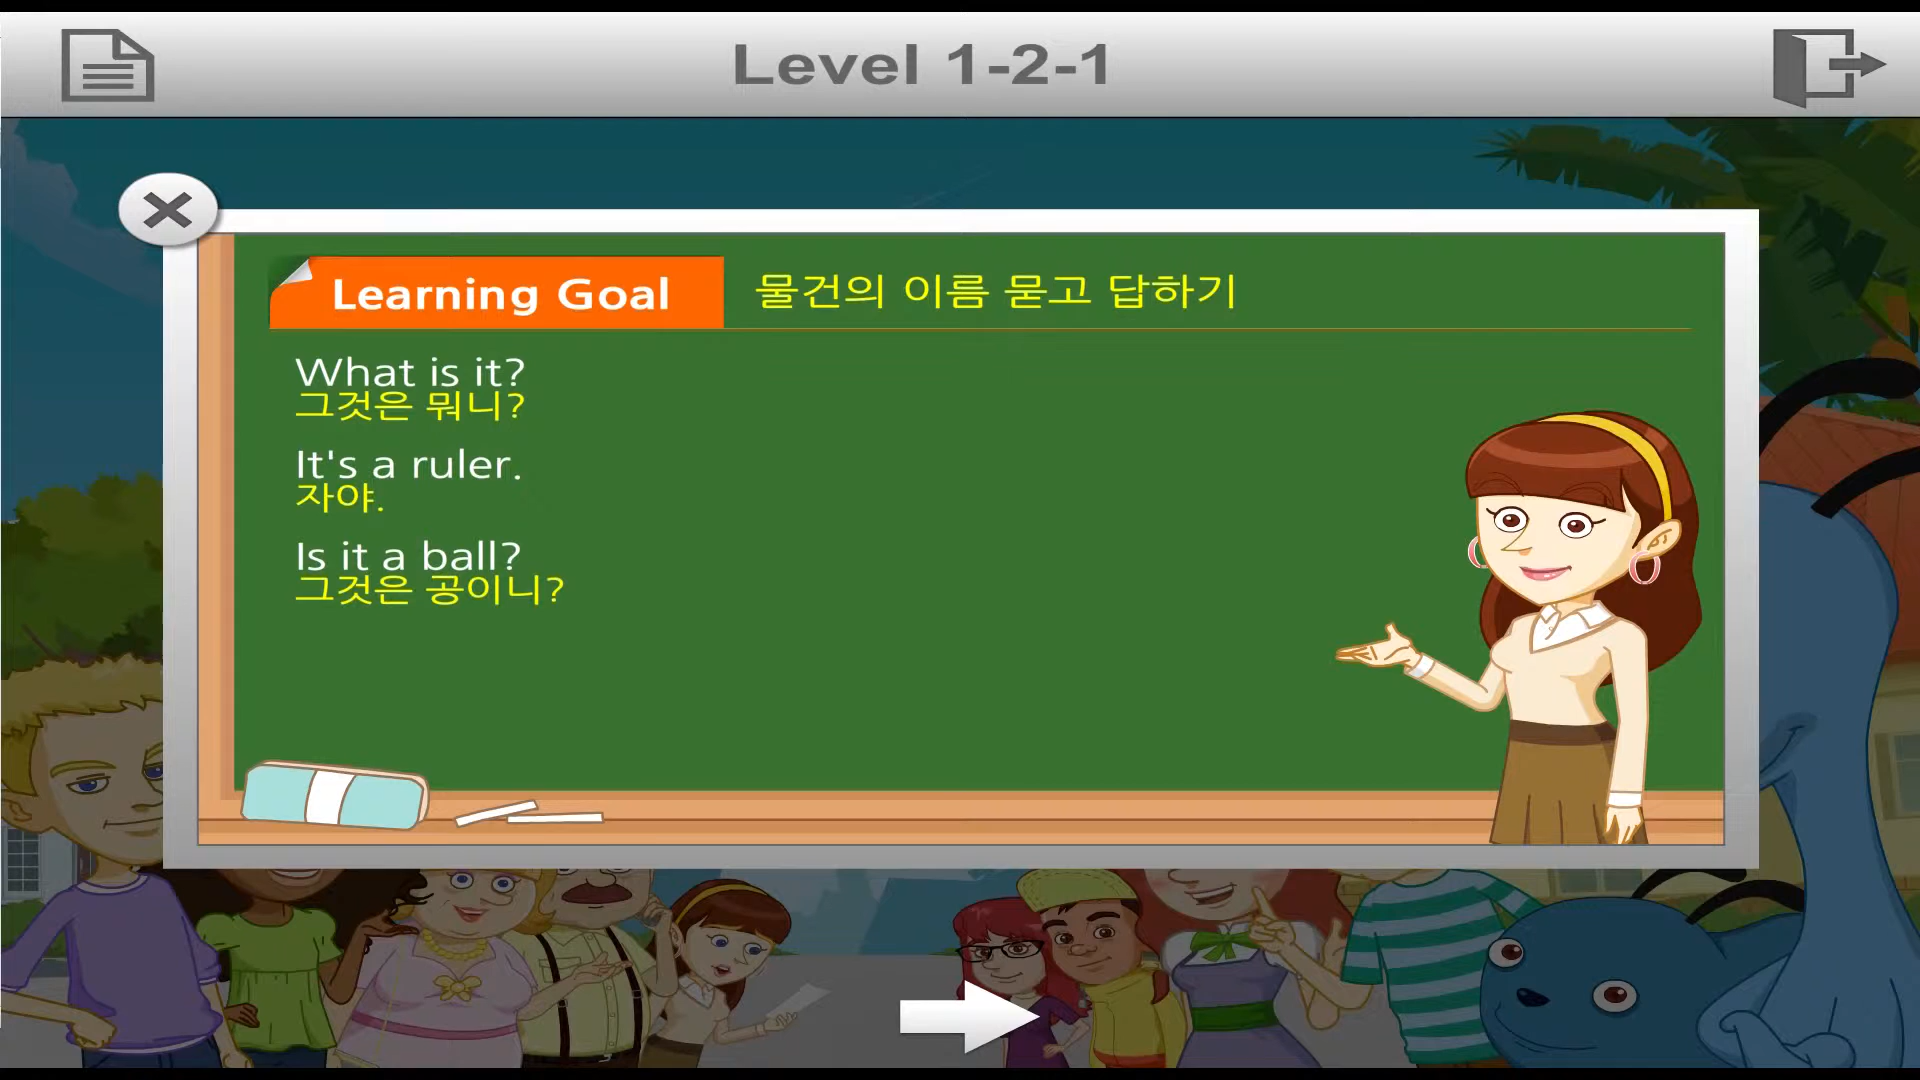 Level 1-2-1
Learning Goal 물건의 이름 묻고 답하기
What is it?
그것은 뭐니?
It's a ruler.
자야.
Is it a ball?
그것은 공이니?